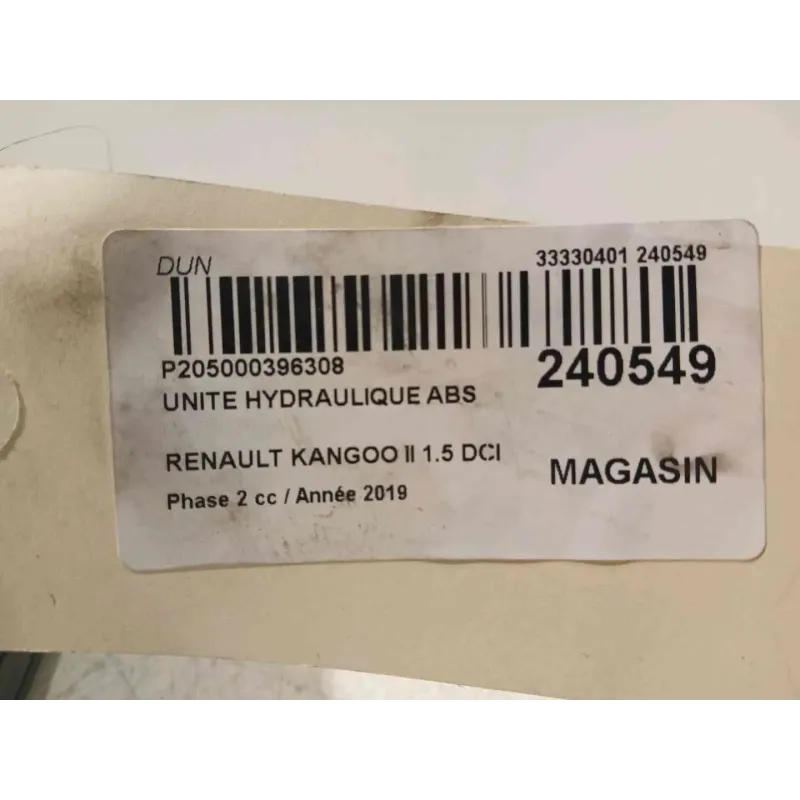 DUN
33330401 240549
P205000396308
240549
UNITE HYDRAULIQUE ABS
RENAULT KANGOO II 1.5 DCI
MAGASIN
Phase 2 cc / Année 2019